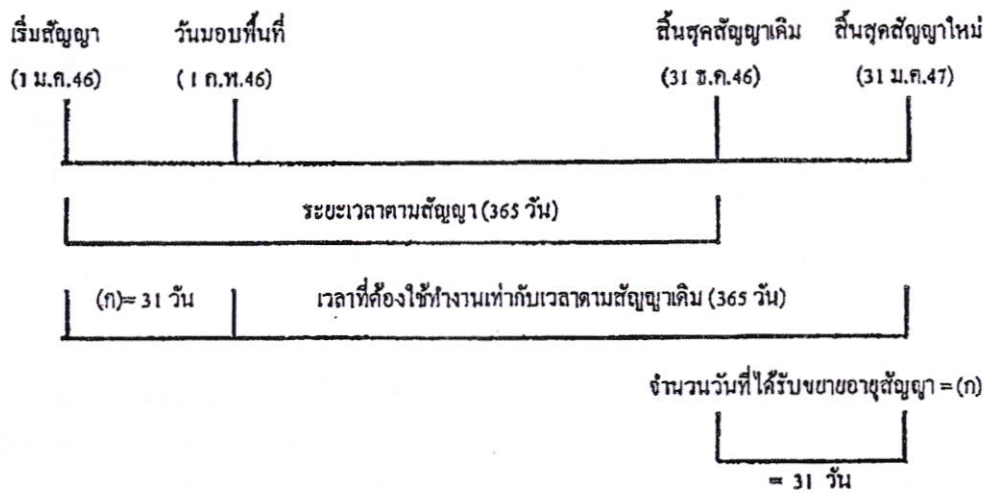 เริ่มสัญญา วันมอบพื้นที่ สิ้นสุดสัญญาเดิม สิ้นสุดสัญญาใหม่
(1 ม.ค.46) (1 ก.พ.46) (31 ธ.ค.46) (31 ม.ค.47)
ระยะเวลาตามสัญญา (365 วัน)
(ก)= 31 วัน เวลาที่ต้องใช้ทำงานเท่ากับเวลาตามสัญญาเดิม (365 วัน)
จำนวนวันที่ได้รับขยายอายุสัญญา = (ก)
= 31 วัน